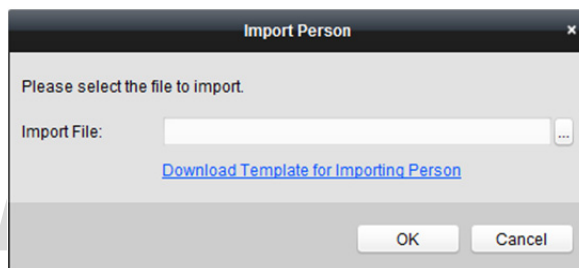 Import Person ×
Please select the file to import.
Import File: ...
Download Template for Importing Person
OK Cancel